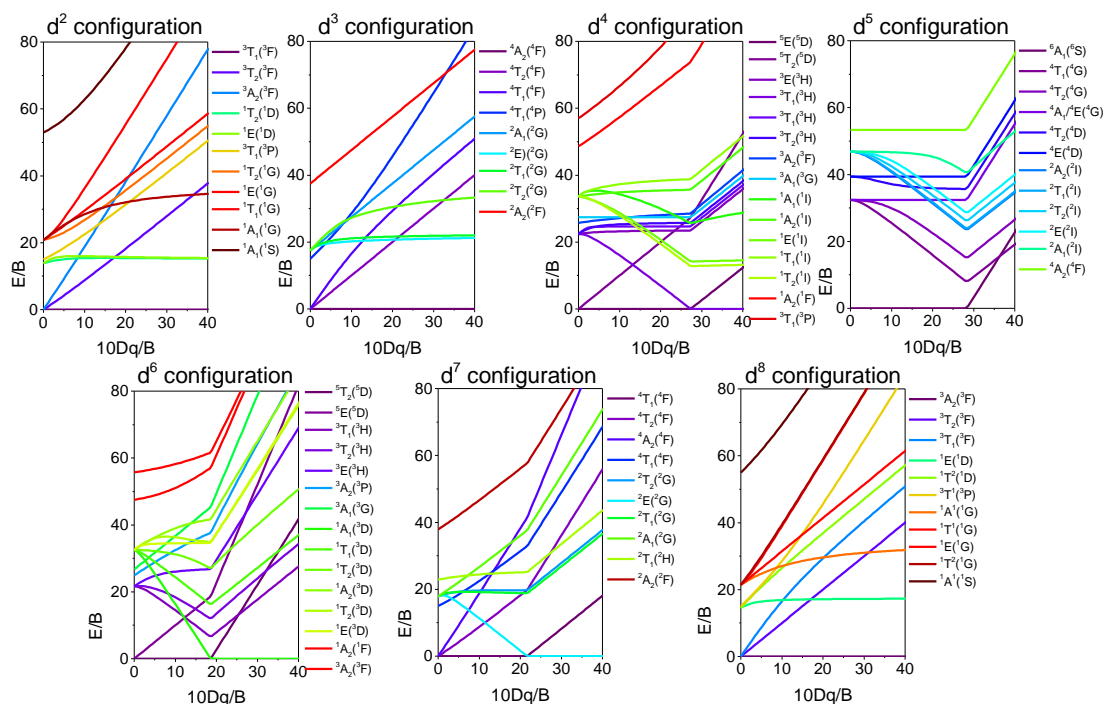 d² configuration
E/B
80
60
40
20
0
0 10 20 30 40
10Dq/B
³T₁(³F)
³T₂(³F)
³A₂(³F)
¹T₂(¹D)
¹E(¹D)
³T₁(³P)
¹T₂(¹G)
¹E(¹G)
¹T₁(¹G)
¹A₁(¹G)
¹A₁(¹S)
d³ configuration
E/B
80
60
40
20
0
0 10 20 30 40
10Dq/B
⁴A₂(⁴F)
⁴T₂(⁴F)
⁴T₁(⁴F)
⁴T₁(⁴P)
²A₁(²G)
²E)(²G)
²T₁(²G)
²T₂(²G)
²A₂(²F)
d⁴ configuration
E/B
80
60
40
20
0
0 10 20 30 40
10Dq/B
⁵E(⁵D)
⁵T₂(⁵D)
³E(³H)
³T₁(³H)
³T₁(³H)
³T₂(³H)
³A₂(³F)
³A₁(³G)
¹A₁(¹I)
¹A₂(¹I)
¹E(¹I)
¹T₁(¹I)
¹T₂(¹I)
¹A₂(¹F)
³T₁(³P)
d⁵ configuration
E/B
80
60
40
20
0
0 10 20 30 40
10Dq/B
⁶A₁(⁶S)
⁴T₁(⁴G)
⁴T₂(⁴G)
⁴A₁/⁴E(⁴G)
⁴T₂(⁴D)
⁴E(⁴D)
²A₂(²I)
²T₁(²I)
²T₂(²I)
²E(²I)
²A₁(²I)
⁴A₂(⁴F)
d⁶ configuration
E/B
80
60
40
20
0
0 10 20 30 40
10Dq/B
⁵T₂(⁵D)
⁵E(⁵D)
³T₁(³H)
³T₂(³H)
³E(³H)
³A₂(³P)
³A₁(³G)
¹A₁(³D)
¹T₁(³D)
¹T₂(³D)
¹A₂(³D)
¹T₂(³D)
¹E(³D)
¹A₂(¹F)
³A₂(³F)
d⁷ configuration
E/B
80
60
40
20
0
0 10 20 30 40
10Dq/B
⁴T₁(⁴F)
⁴T₂(⁴F)
⁴A₂(⁴F)
⁴T₁(⁴F)
²T₂(²G)
²E(²G)
²T₁(²G)
²A₁(²G)
²T₁(²H)
²A₂(²F)
d⁸ configuration
E/B
80
60
40
20
0
0 10 20 30 40
10Dq/B
³A₂(³F)
³T₂(³F)
³T₁(³F)
¹E(¹D)
¹T²(¹D)
³T₁(³P)
¹A¹(¹G)
¹T¹(¹G)
¹E(¹G)
¹T²(¹G)
¹A¹(¹S)